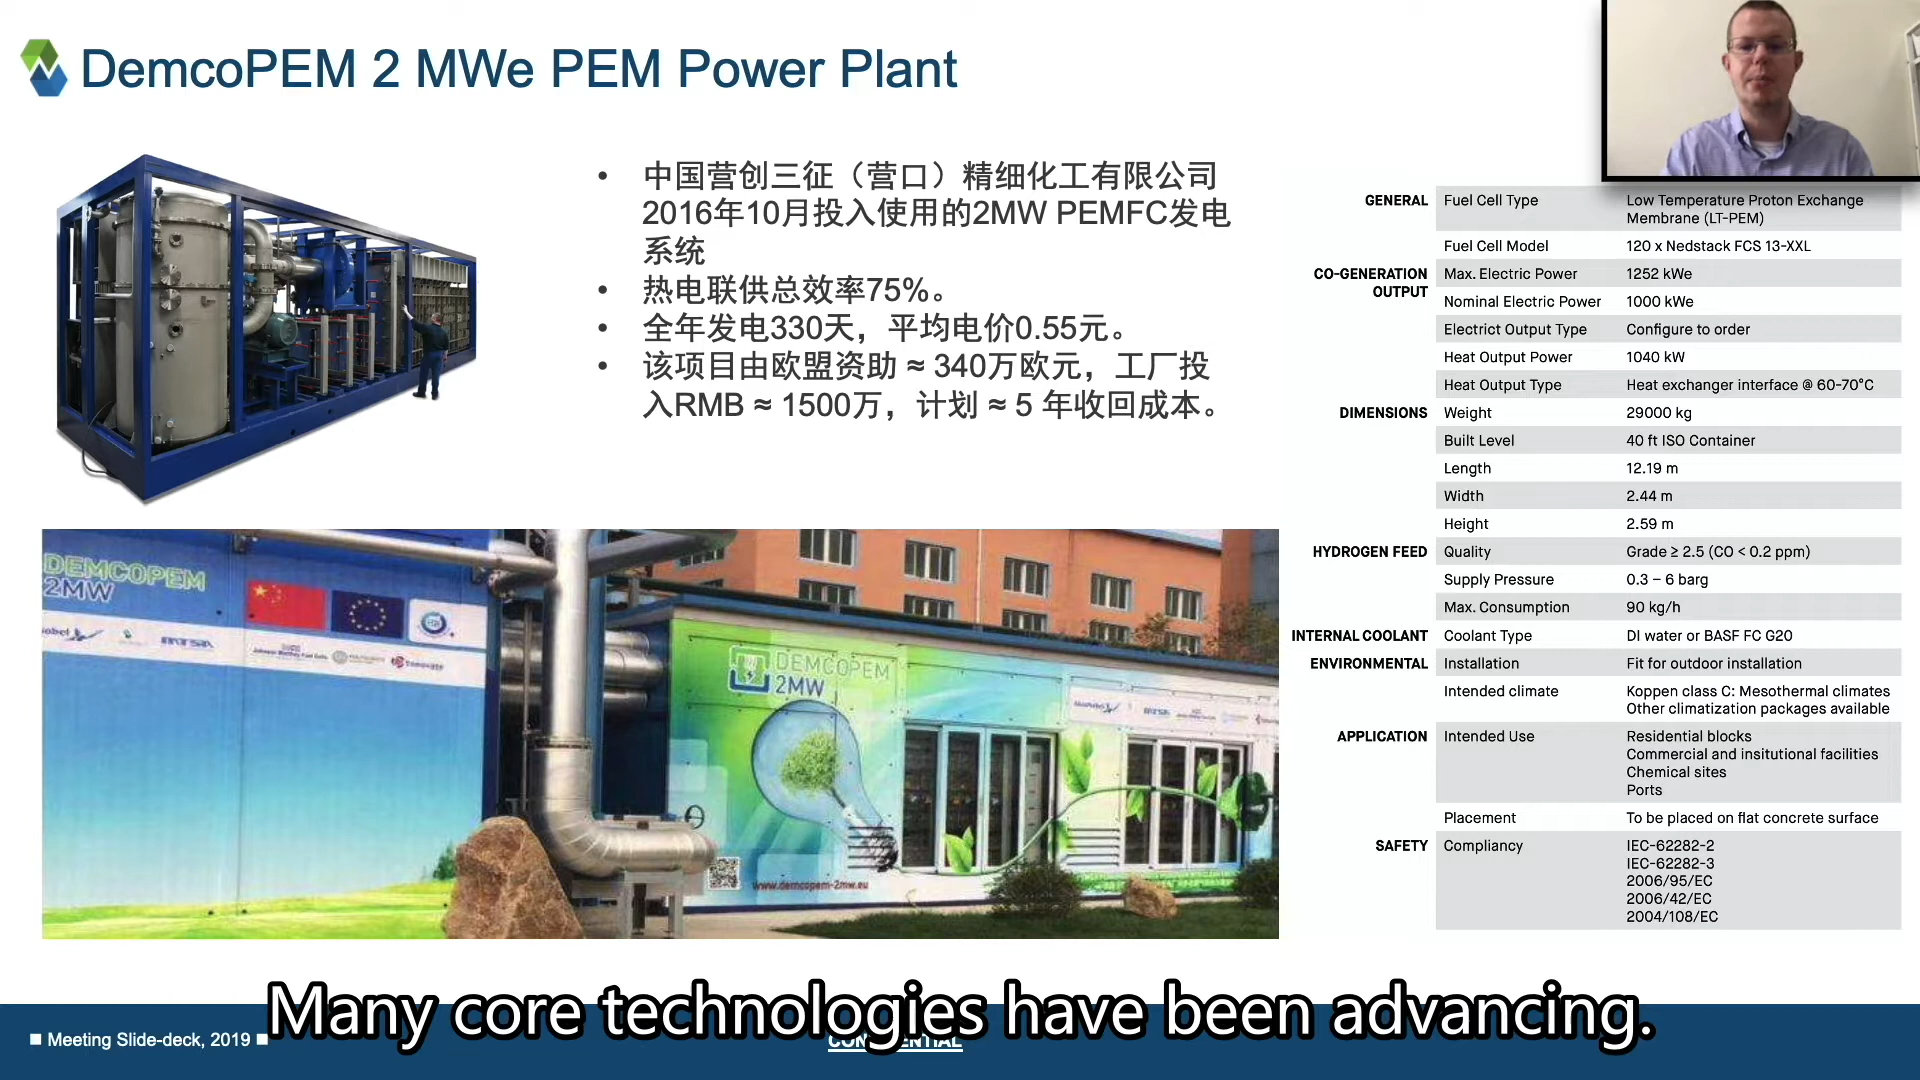 DemcoPEM 2 MWe PEM Power Plant
• 中国营创三征（营口）精细化工有限公司
2016年10月投入使用的2MW PEMFC发电
系统
• 热电联供总效率75%。
• 全年发电330天，平均电价0.55元。
• 该项目由欧盟资助 ≈ 340万欧元，工厂投
入RMB ≈ 1500万，计划 ≈ 5 年收回成本。
GENERAL Fuel Cell Type Low Temperature Proton Exchange
Membrane (LT-PEM)
Fuel Cell Model 120 x Nedstack FCS 13-XXL
CO-GENERATION Max. Electric Power 1252 kWe
OUTPUT
Nominal Electric Power 1000 kWe
Electrict Output Type Configure to order
Heat Output Power 1040 kW
Heat Output Type Heat exchanger interface @ 60-70°C
DIMENSIONS Weight 29000 kg
Built Level 40 ft ISO Container
Length 12.19 m
Width 2.44 m
Height 2.59 m
HYDROGEN FEED Quality Grade ≥ 2.5 (CO < 0.2 ppm)
Supply Pressure 0.3 – 6 barg
Max. Consumption 90 kg/h
INTERNAL COOLANT Coolant Type DI water or BASF FC G20
ENVIRONMENTAL Installation Fit for outdoor installation
Intended climate Koppen class C: Mesothermal climates
Other climatization packages available
APPLICATION Intended Use Residential blocks
Commercial and insitutional facilities
Chemical sites
Ports
Placement To be placed on flat concrete surface
SAFETY Compliancy IEC-62282-2
IEC-62282-3
2006/95/EC
2006/42/EC
2004/108/EC
DEMCOPEM
2MW
MTSA
Johnson Matthey Fuel Cells
DEMCOPEM
2MW
MTSA
www.demcopem-2mw.eu
Many core technologies have been advancing.
■ Meeting Slide-deck, 2019 ■